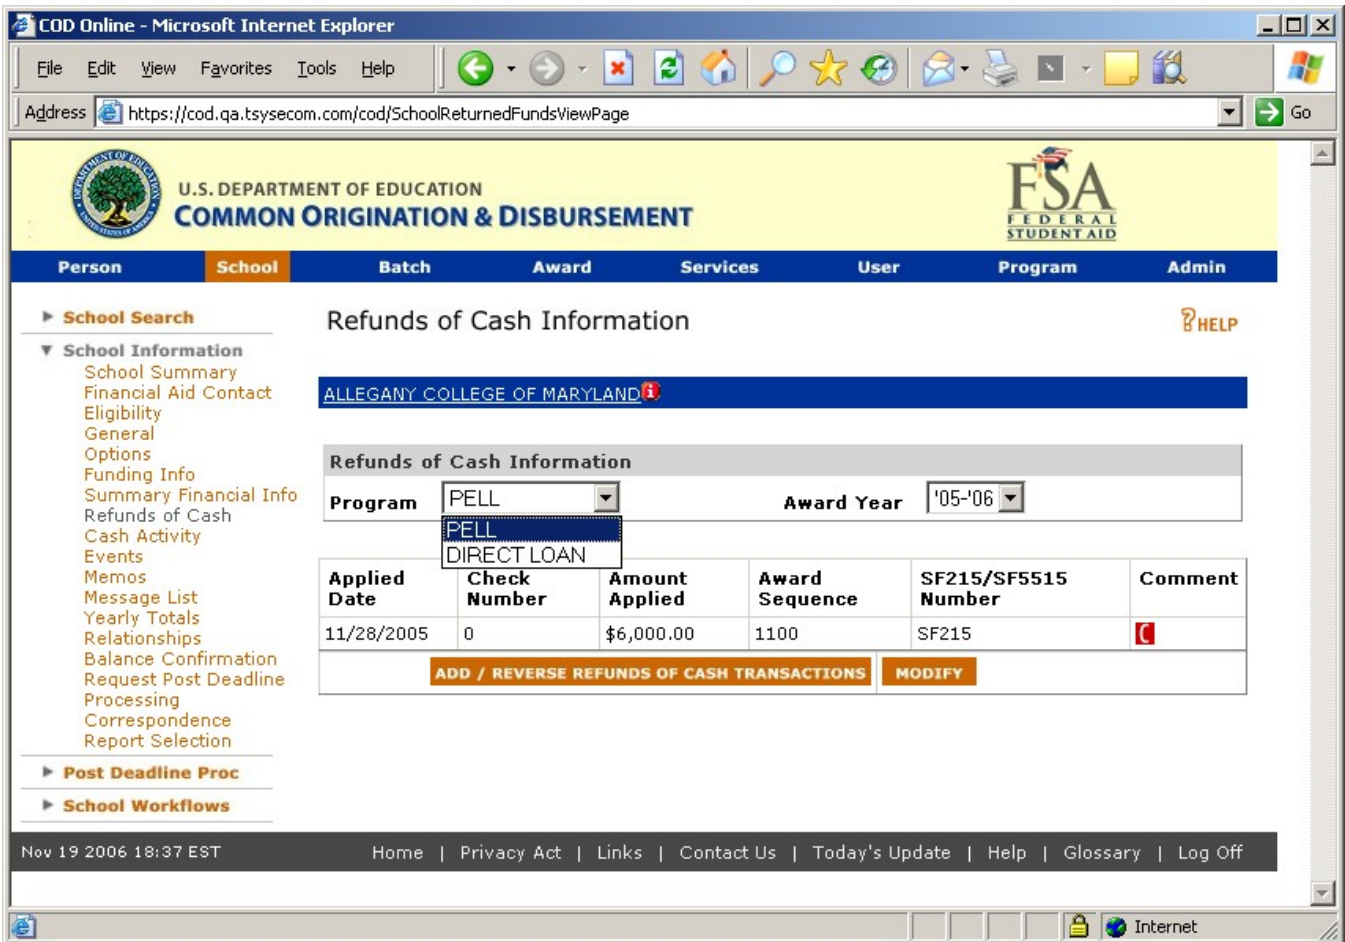 COD Online - Microsoft Internet Explorer
File Edit View Favorites Tools Help
Address https://cod.qa.tsysecom.com/cod/SchoolReturnedFundsViewPage Go
U.S. DEPARTMENT OF EDUCATION
COMMON ORIGINATION & DISBURSEMENT
FSA
FEDERAL
STUDENT AID
Person School Batch Award Services User Program Admin
School Search
School Information
School Summary
Financial Aid Contact
Eligibility
General
Options
Funding Info
Summary Financial Info
Refunds of Cash
Cash Activity
Events
Memos
Message List
Yearly Totals
Relationships
Balance Confirmation
Request Post Deadline
Processing
Correspondence
Report Selection
Post Deadline Proc
School Workflows
Refunds of Cash Information
?HELP
ALLEGANY COLLEGE OF MARYLAND i
Refunds of Cash Information
Program PELL Award Year '05-'06
PELL
DIRECT LOAN
Applied Date Check Number Amount Applied Award Sequence SF215/SF5515 Number Comment
11/28/2005 0 $6,000.00 1100 SF215 C
ADD / REVERSE REFUNDS OF CASH TRANSACTIONS MODIFY
Nov 19 2006 18:37 EST Home | Privacy Act | Links | Contact Us | Today's Update | Help | Glossary | Log Off
Internet